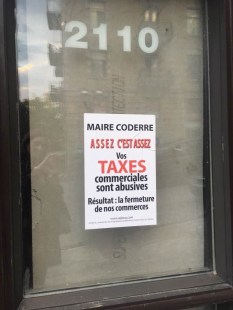 2110
MAIRE CODERRE
ASSEZ C'EST ASSEZ
Vos
TAXES
commerciales
sont abusives
Résultat : la fermeture
de nos commerces